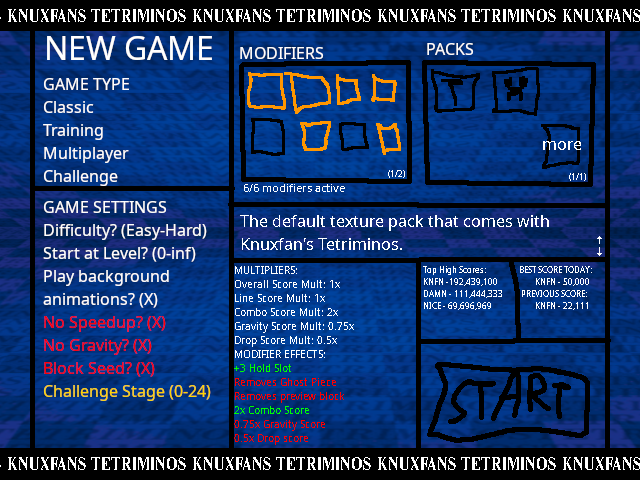 KNUXFANS TETRIMINOS KNUXFANS TETRIMINOS KNUXFANS TETRIMINOS KNUXFANS
NEW GAME
GAME TYPE
Classic
Training
Multiplayer
Challenge
GAME SETTINGS
Difficulty? (Easy-Hard)
Start at Level? (0-inf)
Play background
animations? (X)
No Speedup? (X)
No Gravity? (X)
Block Seed? (X)
Challenge Stage (0-24)
MODIFIERS
(1/2)
6/6 modifiers active
PACKS
T
more
(1/1)
The default texture pack that comes with
Knuxfan's Tetriminos.
MULTIPLIERS:
Overall Score Mult: 1x
Line Score Mult: 1x
Combo Score Mult: 2x
Gravity Score Mult: 0.75x
Drop Score Mult: 0.5x
MODIFIER EFFECTS:
+3 Hold Slot
Removes Ghost Piece
Removes preview block
2x Combo Score
0.75x Gravity Score
0.5x Drop score
Top High Scores:
KNFN -192,439,100
DAMN - 111,444,333
NICE - 69,696,969
BEST SCORE TODAY:
KNFN - 50,000
PREVIOUS SCORE:
KNFN - 22,111
START
KNUXFANS TETRIMINOS KNUXFANS TETRIMINOS KNUXFANS TETRIMINOS KNUXFANS